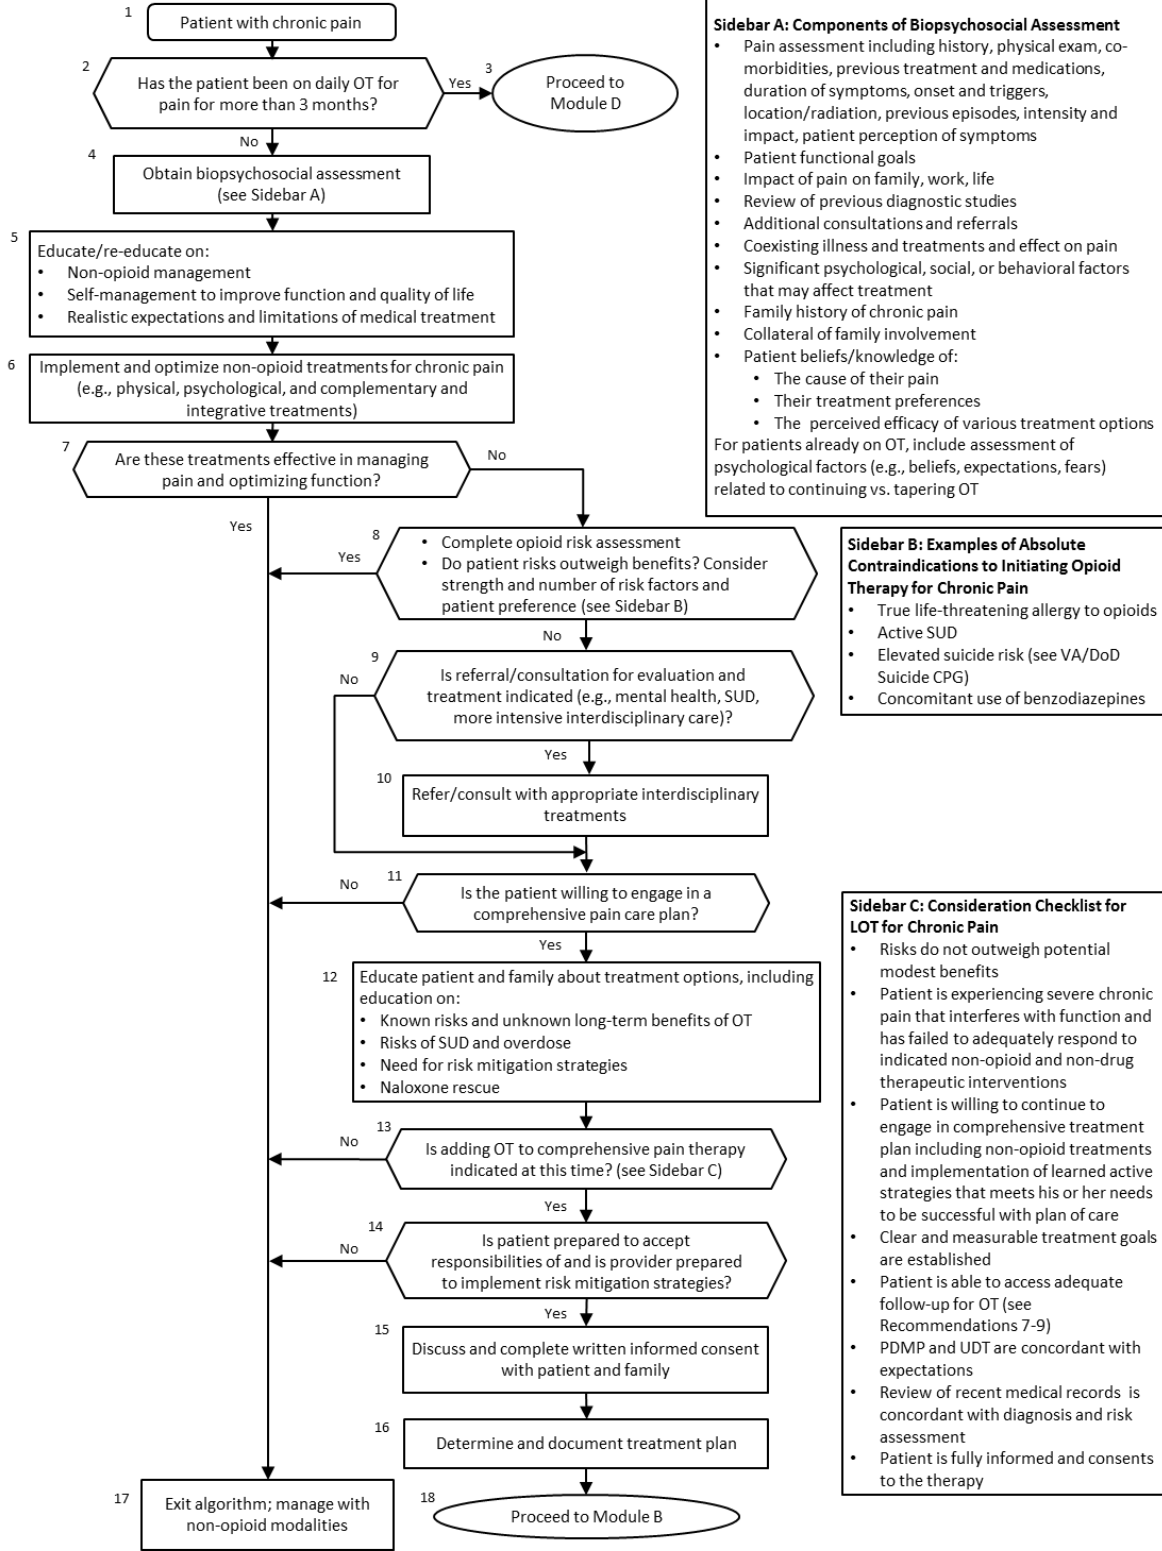 1
Patient with chronic pain
2
Has the patient been on daily OT for
pain for more than 3 months?
Yes
3
Proceed to
Module D
No
4
Obtain biopsychosocial assessment
(see Sidebar A)
5
Educate/re-educate on:
• Non-opioid management
• Self-management to improve function and quality of life
• Realistic expectations and limitations of medical treatment
6
Implement and optimize non-opioid treatments for chronic pain
(e.g., physical, psychological, and complementary and
integrative treatments)
7
Are these treatments effective in managing
pain and optimizing function?
No
Yes
8
• Complete opioid risk assessment
• Do patient risks outweigh benefits? Consider
strength and number of risk factors and
patient preference (see Sidebar B)
Yes
No
9
Is referral/consultation for evaluation and
treatment indicated (e.g., mental health, SUD,
more intensive interdisciplinary care)?
No
Yes
10
Refer/consult with appropriate interdisciplinary
treatments
11
Is the patient willing to engage in a
comprehensive pain care plan?
No
Yes
12
Educate patient and family about treatment options, including
education on:
• Known risks and unknown long-term benefits of OT
• Risks of SUD and overdose
• Need for risk mitigation strategies
• Naloxone rescue
13
Is adding OT to comprehensive pain therapy
indicated at this time? (see Sidebar C)
No
Yes
14
Is patient prepared to accept
responsibilities of and is provider prepared
to implement risk mitigation strategies?
No
Yes
15
Discuss and complete written informed consent
with patient and family
16
Determine and document treatment plan
17
Exit algorithm; manage with
non-opioid modalities
18
Proceed to Module B
Sidebar A: Components of Biopsychosocial Assessment
• Pain assessment including history, physical exam, co-
morbidities, previous treatment and medications,
duration of symptoms, onset and triggers,
location/radiation, previous episodes, intensity and
impact, patient perception of symptoms
• Patient functional goals
• Impact of pain on family, work, life
• Review of previous diagnostic studies
• Additional consultations and referrals
• Coexisting illness and treatments and effect on pain
• Significant psychological, social, or behavioral factors
that may affect treatment
• Family history of chronic pain
• Collateral of family involvement
• Patient beliefs/knowledge of:
• The cause of their pain
• Their treatment preferences
• The perceived efficacy of various treatment options
For patients already on OT, include assessment of
psychological factors (e.g., beliefs, expectations, fears)
related to continuing vs. tapering OT
Sidebar B: Examples of Absolute
Contraindications to Initiating Opioid
Therapy for Chronic Pain
• True life-threatening allergy to opioids
• Active SUD
• Elevated suicide risk (see VA/DoD
Suicide CPG)
• Concomitant use of benzodiazepines
Sidebar C: Consideration Checklist for
LOT for Chronic Pain
• Risks do not outweigh potential
modest benefits
• Patient is experiencing severe chronic
pain that interferes with function and
has failed to adequately respond to
indicated non-opioid and non-drug
therapeutic interventions
• Patient is willing to continue to
engage in comprehensive treatment
plan including non-opioid treatments
and implementation of learned active
strategies that meets his or her needs
to be successful with plan of care
• Clear and measurable treatment goals
are established
• Patient is able to access adequate
follow-up for OT (see
Recommendations 7-9)
• PDMP and UDT are concordant with
expectations
• Review of recent medical records is
concordant with diagnosis and risk
assessment
• Patient is fully informed and consents
to the therapy